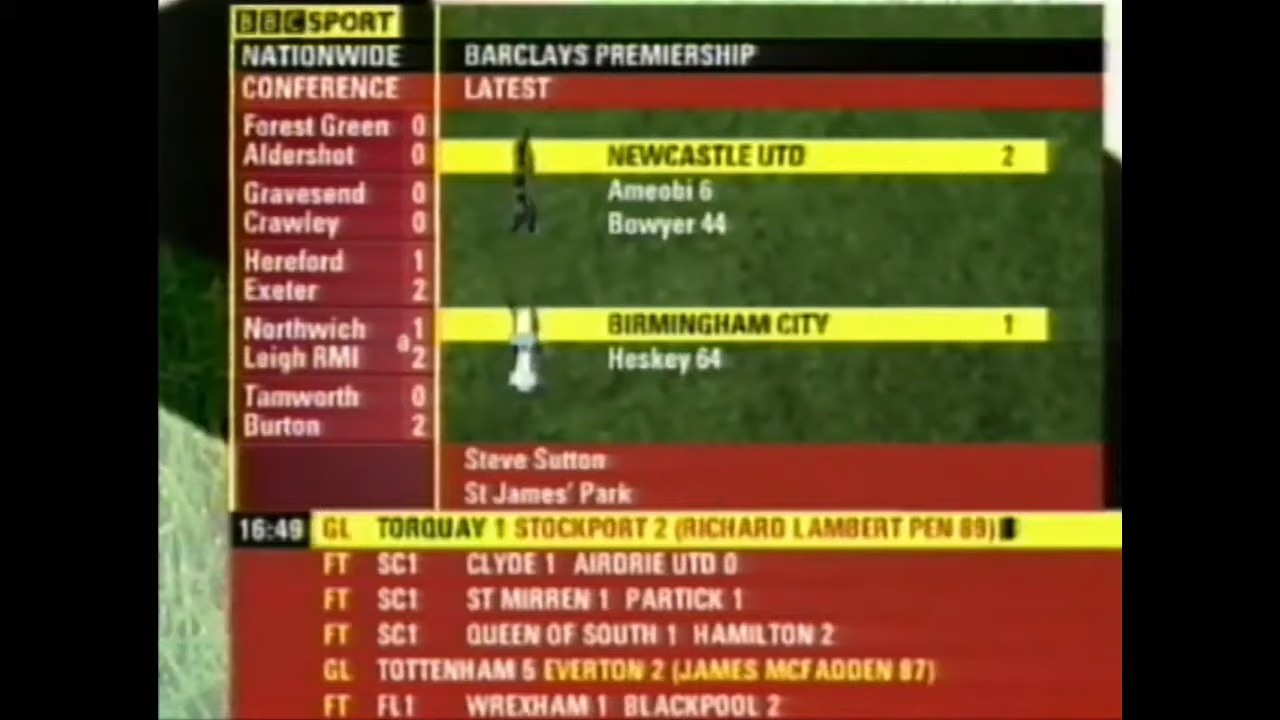 BBC SPORT
NATIONWIDE
CONFERENCE
Forest Green 0
Aldershot 0
Gravesend 0
Crawley 0
Hereford 1
Exeter 2
Northwich 1
a
Leigh RMI 2
Tamworth 0
Burton 2
BARCLAYS PREMIERSHIP
LATEST
NEWCASTLE UTD 2
Ameobi 6
Bowyer 44
BIRMINGHAM CITY 1
Heskey 64
Steve Sutton
St James' Park
16:49 GL TORQUAY 1 STOCKPORT 2 (RICHARD LAMBERT PEN 89)
FT SC1 CLYDE 1 AIRDRIE UTD 0
FT SC1 ST MIRREN 1 PARTICK 1
FT SC1 QUEEN OF SOUTH 1 HAMILTON 2
GL TOTTENHAM 5 EVERTON 2 (JAMES MCFADDEN 87)
FT FL1 WREXHAM 1 BLACKPOOL 2